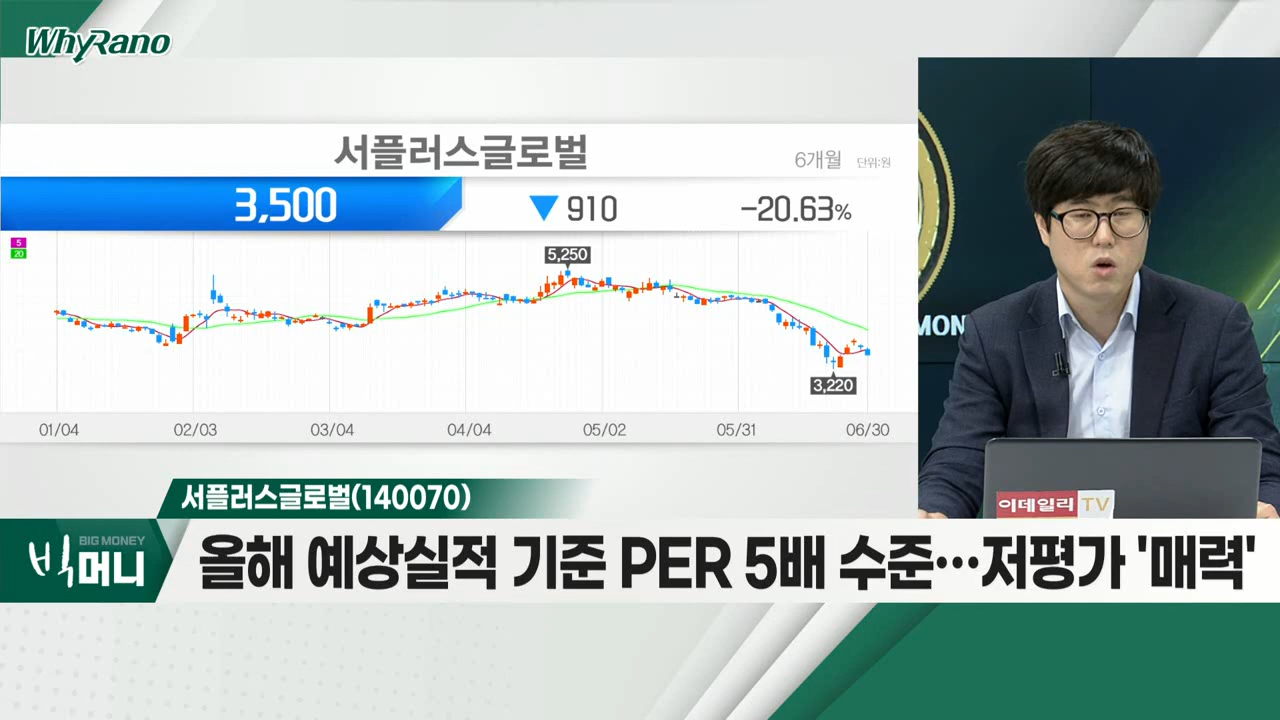 WhyRano
서플러스글로벌
6개월 단위:원
3,500 ▼ 910 -20.63%
5
20
5,250
3,220
01/04 02/03 03/04 04/04 05/02 05/31 06/30
MON
이데일리 TV
서플러스글로벌(140070)
BIG MONEY
빅머니
올해 예상실적 기준 PER 5배 수준…저평가 '매력'